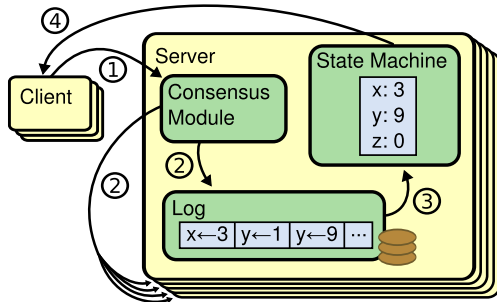 ④
①
Server
State Machine
x: 3
y: 9
z: 0
Client
Consensus
Module
②
②
③
Log
x←3 y←1 y←9 ...